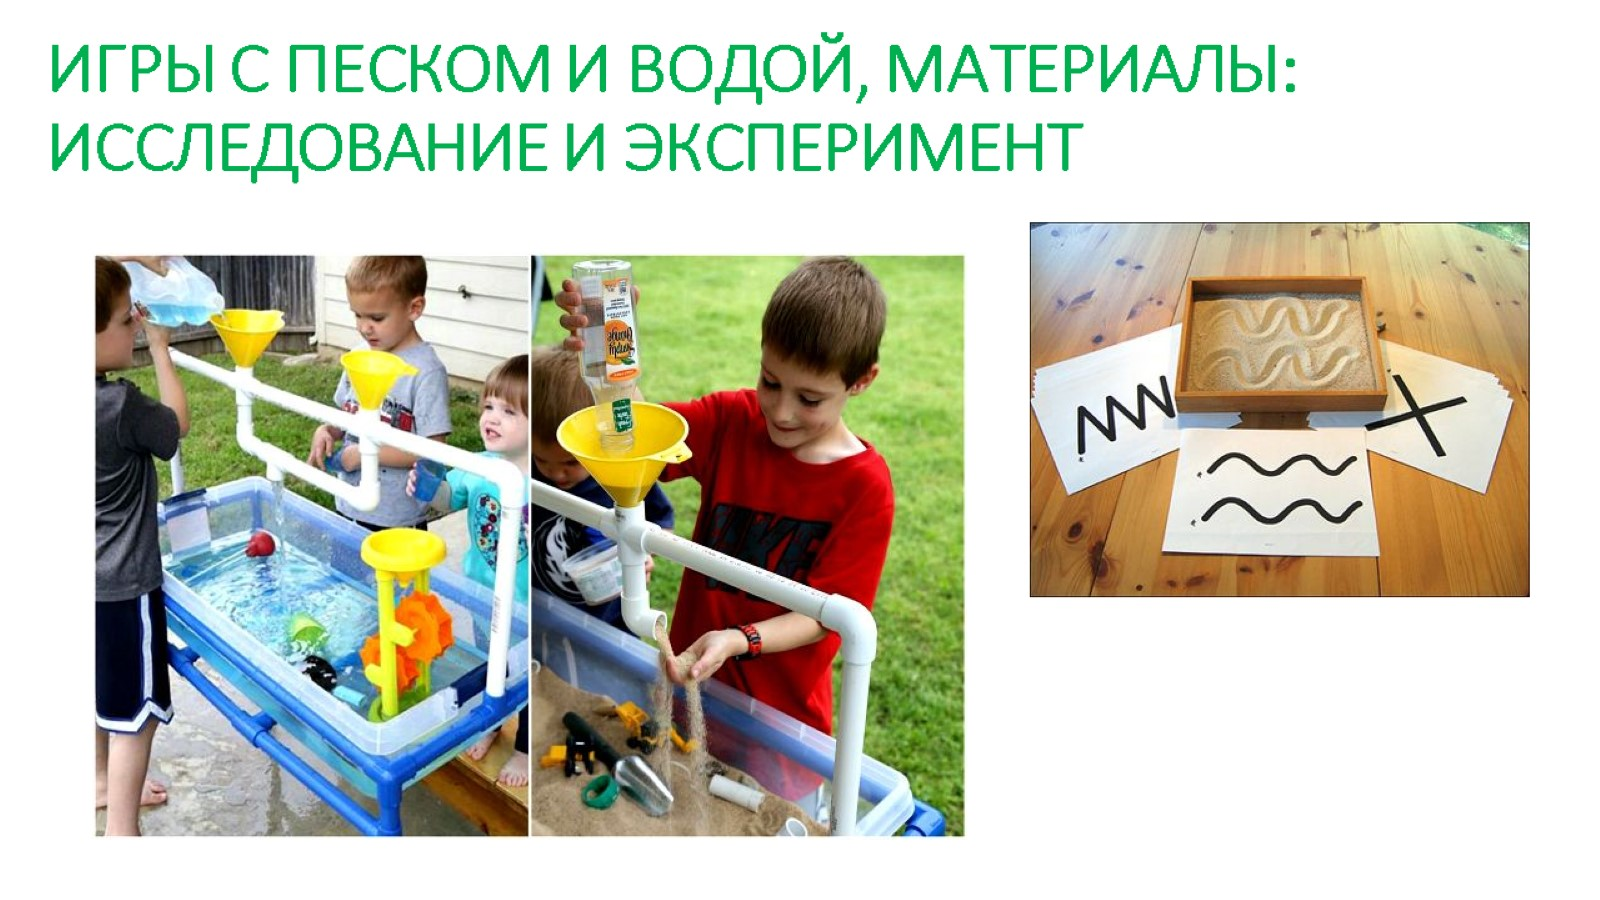 ИГРЫ С ПЕСКОМ И ВОДОЙ, МАТЕРИАЛЫ:
ИССЛЕДОВАНИЕ И ЭКСПЕРИМЕНТ